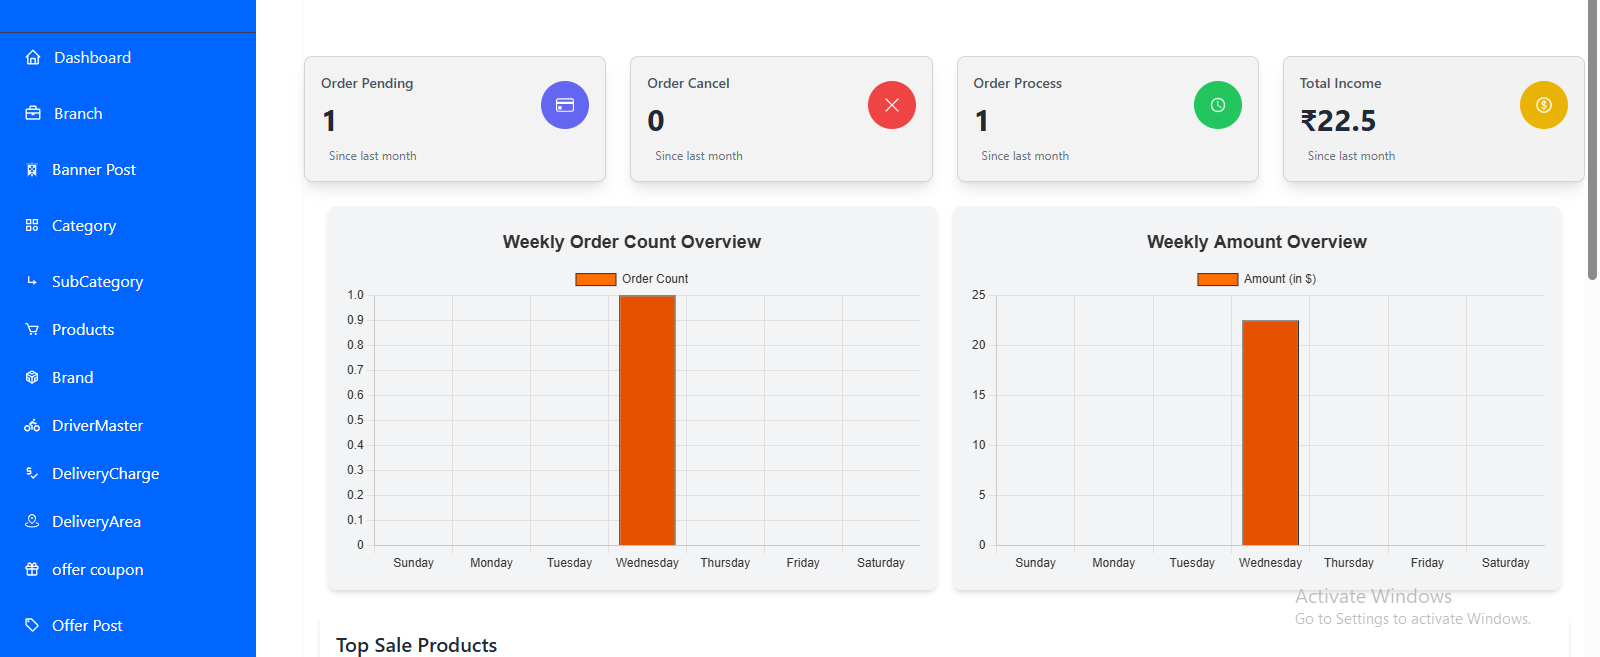 Dashboard
Branch
Banner Post
Category
SubCategory
Products
Brand
DriverMaster
DeliveryCharge
DeliveryArea
offer coupon
Offer Post
Order Pending
1
Since last month
Order Cancel
0
Since last month
Order Process
1
Since last month
Total Income
₹22.5
Since last month
Weekly Order Count Overview
Order Count
1.0
0.9
0.8
0.7
0.6
0.5
0.4
0.3
0.2
0.1
0
Sunday Monday Tuesday Wednesday Thursday Friday Saturday
Weekly Amount Overview
Amount (in $)
25
20
15
10
5
0
Sunday Monday Tuesday Wednesday Thursday Friday Saturday
Activate Windows
Go to Settings to activate Windows.
Top Sale Products